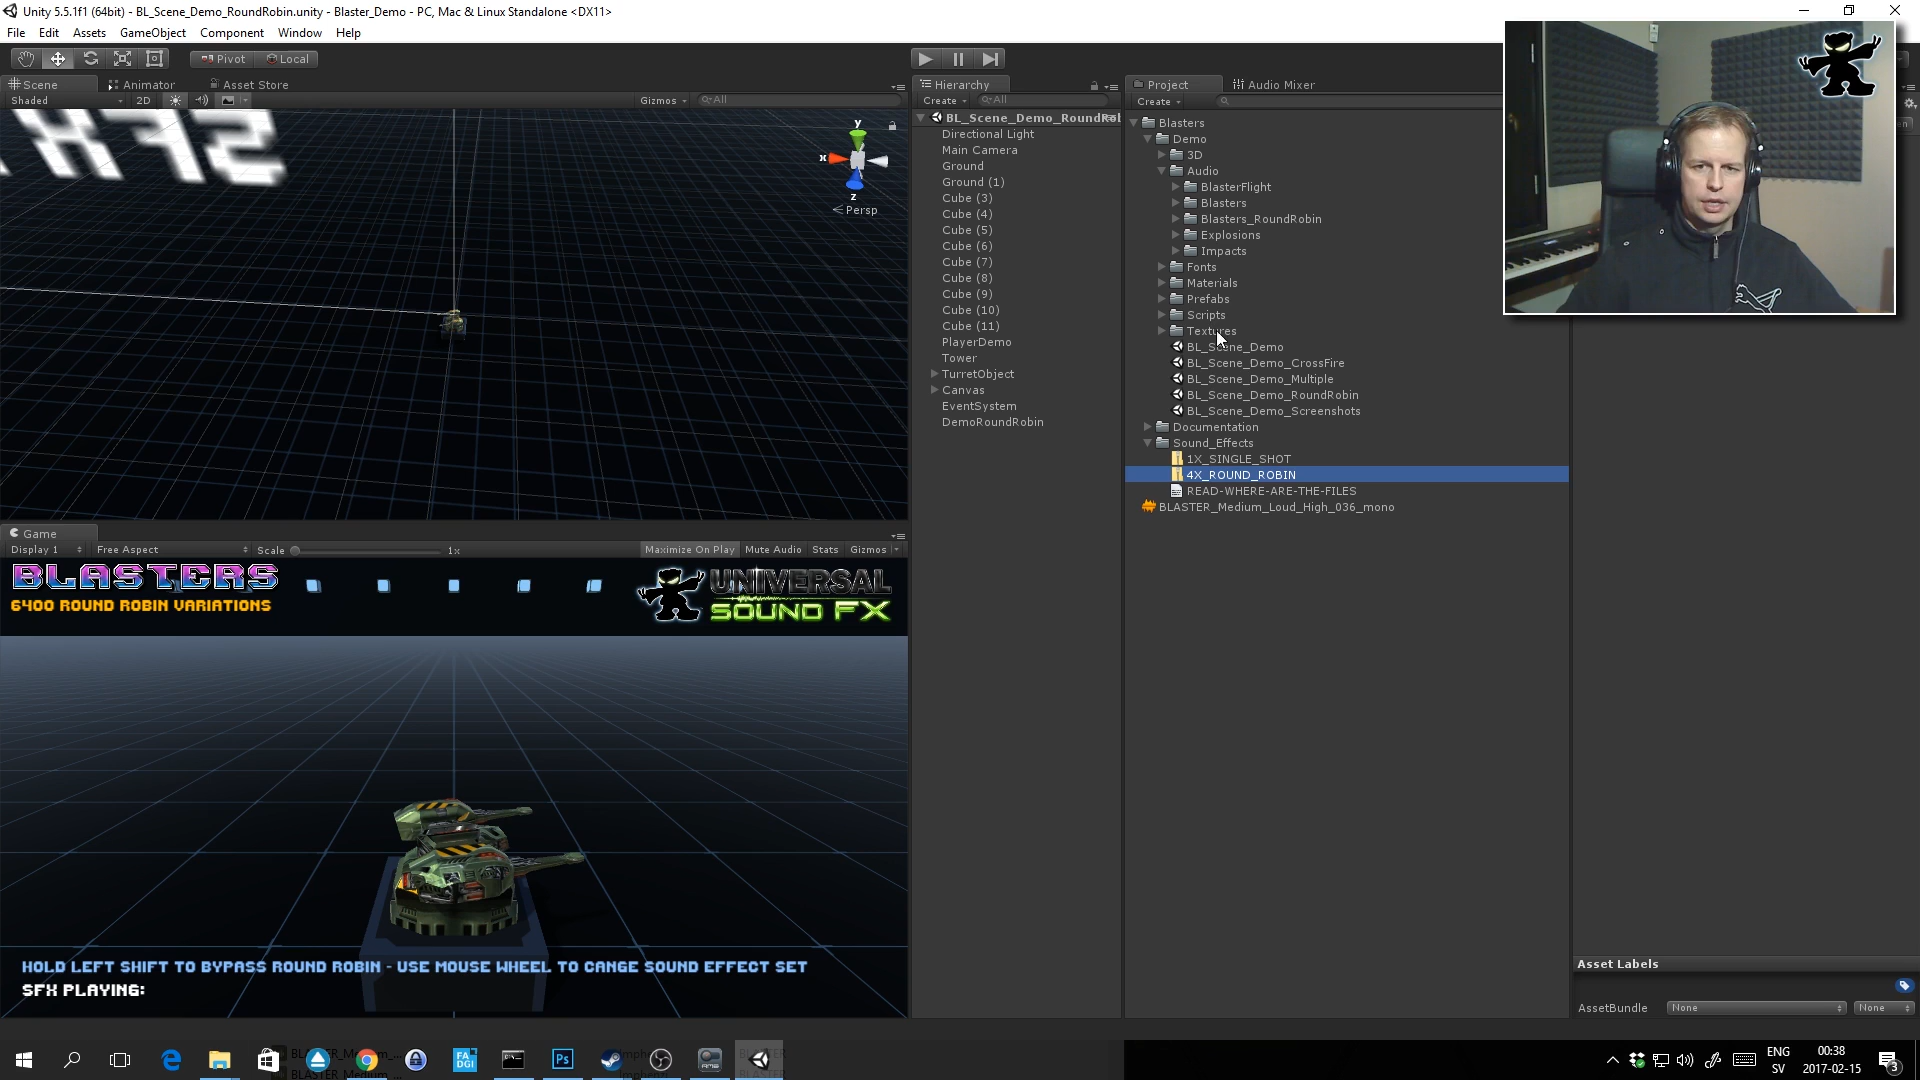 Unity 5.5.1f1 (64bit) - BL_Scene_Demo_RoundRobin.unity - Blaster_Demo - PC, Mac & Linux Standalone <DX11>
File Edit Assets GameObject Component Window Help
Pivot Local
Scene Animator Asset Store
Shaded 2D Gizmos All
SFX
y
x
z
Persp
Game
Display 1 Free Aspect Scale 1x Maximize On Play Mute Audio Stats Gizmos
BLASTERS
6400 ROUND ROBIN VARIATIONS
UNIVERSAL
SOUND FX
HOLD LEFT SHIFT TO BYPASS ROUND ROBIN - USE MOUSE WHEEL TO CANGE SOUND EFFECT SET
SFX PLAYING:
Hierarchy
Create All
BL_Scene_Demo_RoundRob
Directional Light
Main Camera
Ground
Ground (1)
Cube (3)
Cube (4)
Cube (5)
Cube (6)
Cube (7)
Cube (8)
Cube (9)
Cube (10)
Cube (11)
PlayerDemo
Tower
TurretObject
Canvas
EventSystem
DemoRoundRobin
Project Audio Mixer
Create
Blasters
Demo
3D
Audio
BlasterFlight
Blasters
Blasters_RoundRobin
Explosions
Impacts
Fonts
Materials
Prefabs
Scripts
Textures
BL_Scene_Demo
BL_Scene_Demo_CrossFire
BL_Scene_Demo_Multiple
BL_Scene_Demo_RoundRobin
BL_Scene_Demo_Screenshots
Documentation
Sound_Effects
1X_SINGLE_SHOT
4X_ROUND_ROBIN
READ-WHERE-ARE-THE-FILES
BLASTER_Medium_Loud_High_036_mono
Asset Labels
AssetBundle None None
FA
DGI
Ps
ENG
SV
00:38
2017-02-15
3